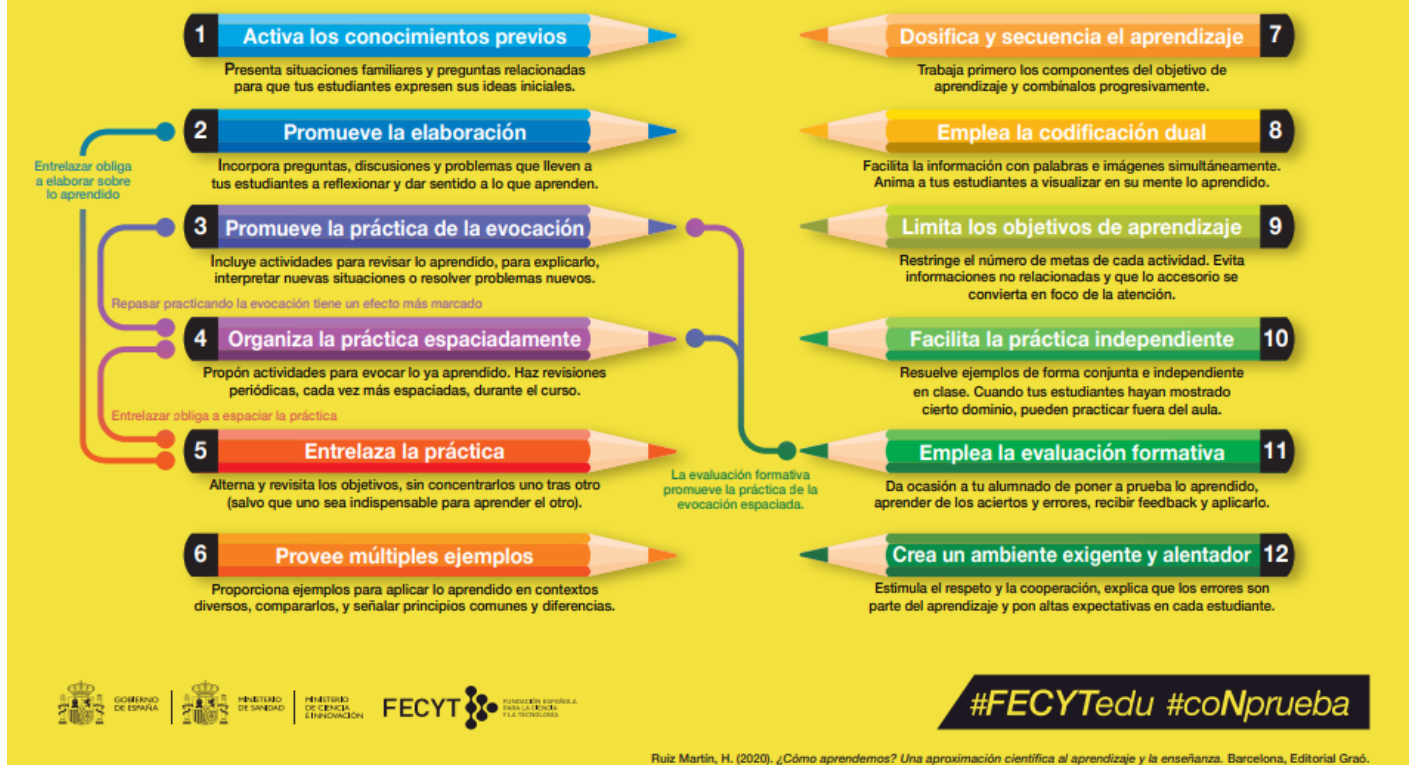 1 Activa los conocimientos previos
Presenta situaciones familiares y preguntas relacionadas
para que tus estudiantes expresen sus ideas iniciales.
2 Promueve la elaboración
Incorpora preguntas, discusiones y problemas que lleven a
tus estudiantes a reflexionar y dar sentido a lo que aprenden.
Entrelazar obliga
a elaborar sobre
lo aprendido
3 Promueve la práctica de la evocación
Incluye actividades para revisar lo aprendido, para explicarlo,
interpretar nuevas situaciones o resolver problemas nuevos.
Repasar practicando la evocación tiene un efecto más marcado
4 Organiza la práctica espaciadamente
Propón actividades para evocar lo ya aprendido. Haz revisiones
periódicas, cada vez más espaciadas, durante el curso.
Entrelazar obliga a espaciar la práctica
5 Entrelaza la práctica
Alterna y revisita los objetivos, sin concentrarlos uno tras otro
(salvo que uno sea indispensable para aprender el otro).
6 Provee múltiples ejemplos
Proporciona ejemplos para aplicar lo aprendido en contextos
diversos, compararlos, y señalar principios comunes y diferencias.
Dosifica y secuencia el aprendizaje 7
Trabaja primero los componentes del objetivo de
aprendizaje y combínalos progresivamente.
Emplea la codificación dual 8
Facilita la información con palabras e imágenes simultáneamente.
Anima a tus estudiantes a visualizar en su mente lo aprendido.
Limita los objetivos de aprendizaje 9
Restringe el número de metas de cada actividad. Evita
informaciones no relacionadas y que lo accesorio se
convierta en foco de la atención.
Facilita la práctica independiente 10
Resuelve ejemplos de forma conjunta e independiente
en clase. Cuando tus estudiantes hayan mostrado
cierto dominio, pueden practicar fuera del aula.
Emplea la evaluación formativa 11
Da ocasión a tu alumnado de poner a prueba lo aprendido,
aprender de los aciertos y errores, recibir feedback y aplicarlo.
La evaluación formativa
promueve la práctica de la
evocación espaciada.
Crea un ambiente exigente y alentador 12
Estimula el respeto y la cooperación, explica que los errores son
parte del aprendizaje y pon altas expectativas en cada estudiante.
GOBIERNO
DE ESPAÑA
MINISTERIO
DE SANIDAD
MINISTERIO
DE CIENCIA
E INNOVACIÓN
FECYT
FUNDACIÓN ESPAÑOLA
PARA LA CIENCIA
Y LA TECNOLOGÍA
#FECYTedu #coNprueba
Ruiz Martín, H. (2020). ¿Cómo aprendemos? Una aproximación científica al aprendizaje y la enseñanza. Barcelona, Editorial Graó.